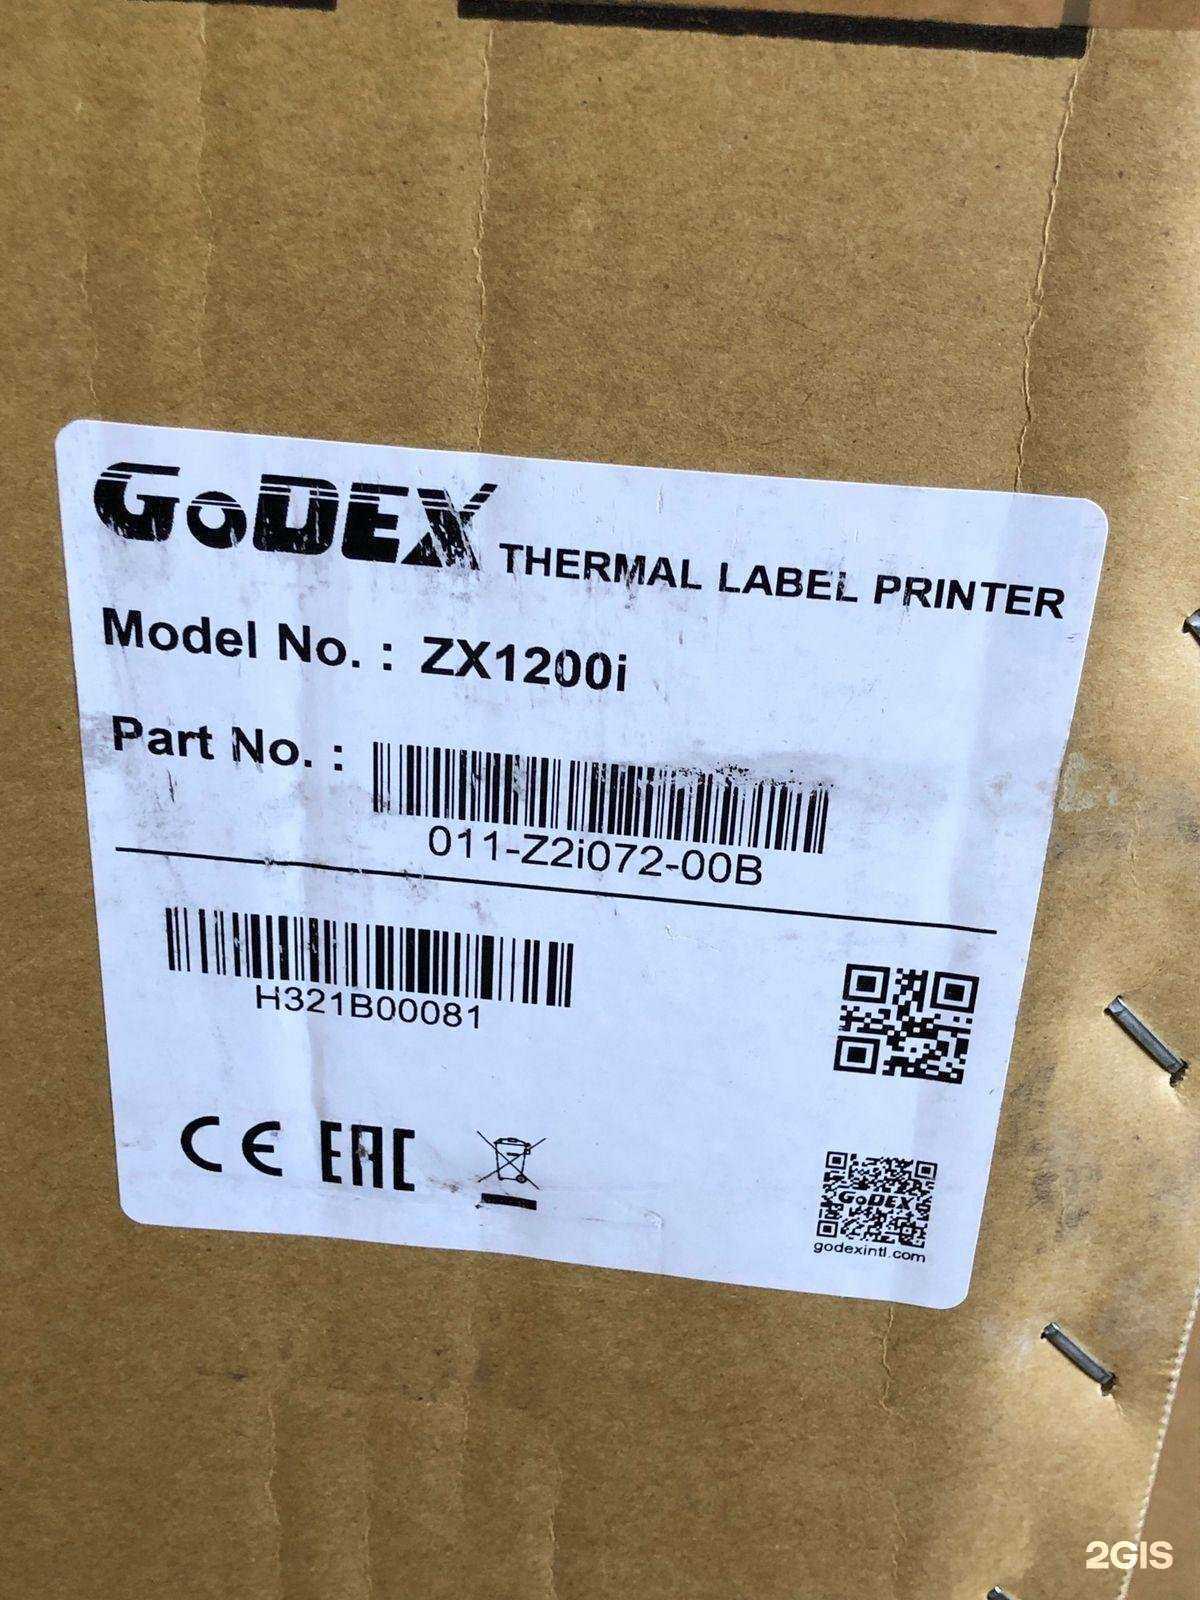 GoDEX THERMAL LABEL PRINTER
Model No. : ZX1200i
Part No. :
011-Z2i072-00B
H321B00081
CE EAC
GoDEX
godexintl.com
2GIS